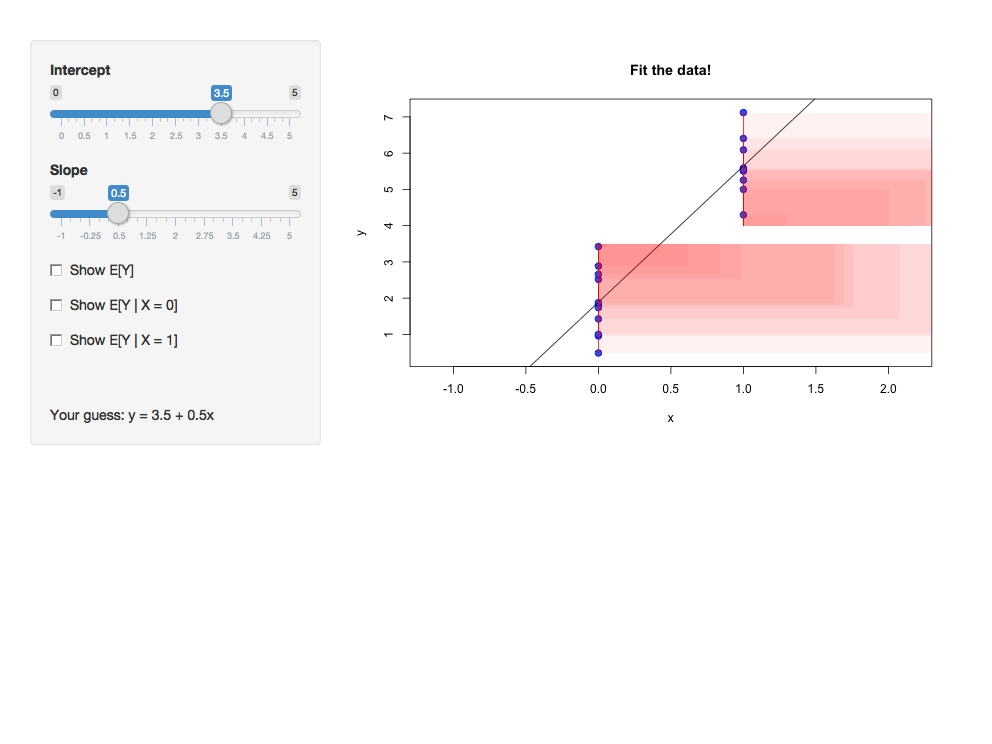 Intercept
0 3.5 5
0 0.5 1 1.5 2 2.5 3 3.5 4 4.5 5
Slope
-1 0.5 5
-1 -0.25 0.5 1.25 2 2.75 3.5 4.25 5
Show E[Y]
Show E[Y | X = 0]
Show E[Y | X = 1]
Your guess: y = 3.5 + 0.5x
Fit the data!
7
6
5
4
3
2
1
y
-1.0 -0.5 0.0 0.5 1.0 1.5 2.0
x